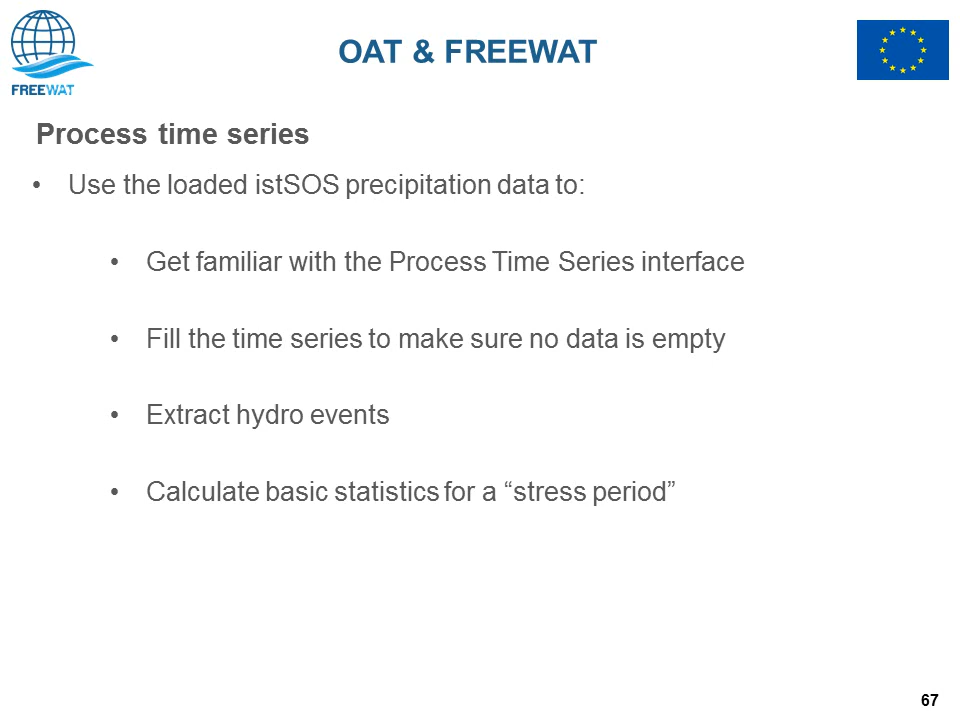 OAT & FREEWAT
FREEWAT
Process time series
• Use the loaded istSOS precipitation data to:
• Get familiar with the Process Time Series interface
• Fill the time series to make sure no data is empty
• Extract hydro events
• Calculate basic statistics for a “stress period”
67